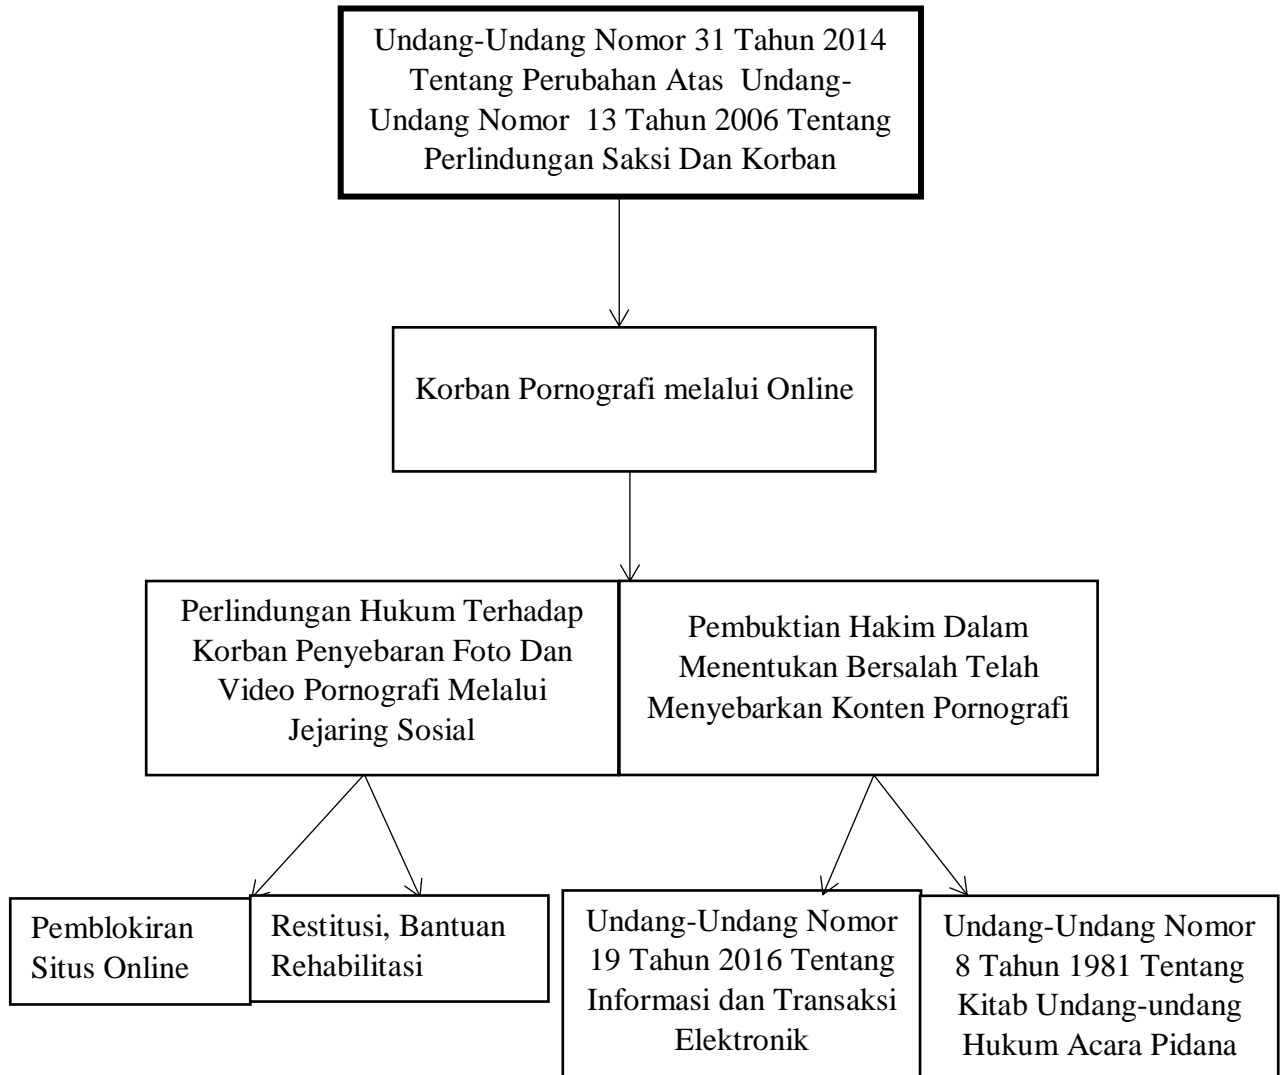 Undang-Undang Nomor 31 Tahun 2014
Tentang Perubahan Atas Undang-
Undang Nomor 13 Tahun 2006 Tentang
Perlindungan Saksi Dan Korban
Korban Pornografi melalui Online
Perlindungan Hukum Terhadap
Korban Penyebaran Foto Dan
Video Pornografi Melalui
Jejaring Sosial
Pembuktian Hakim Dalam
Menentukan Bersalah Telah
Menyebarkan Konten Pornografi
Pemblokiran
Situs Online
Restitusi, Bantuan
Rehabilitasi
Undang-Undang Nomor
19 Tahun 2016 Tentang
Informasi dan Transaksi
Elektronik
Undang-Undang Nomor
8 Tahun 1981 Tentang
Kitab Undang-undang
Hukum Acara Pidana